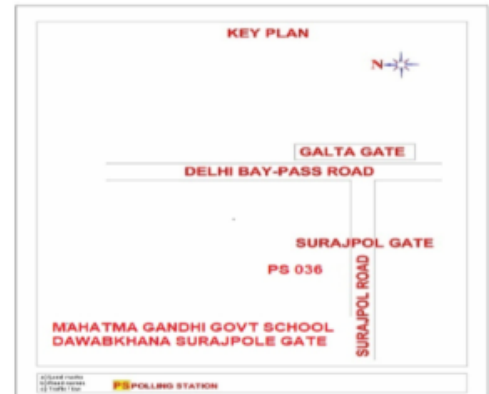 KEY PLAN
N
GALTA GATE
DELHI BAY-PASS ROAD
SURAJPOL GATE
PS 036
SURAJPOL ROAD
MAHATMA GANDHI GOVT SCHOOL
DAWABKHANA SURAJPOLE GATE
PS POLLING STATION